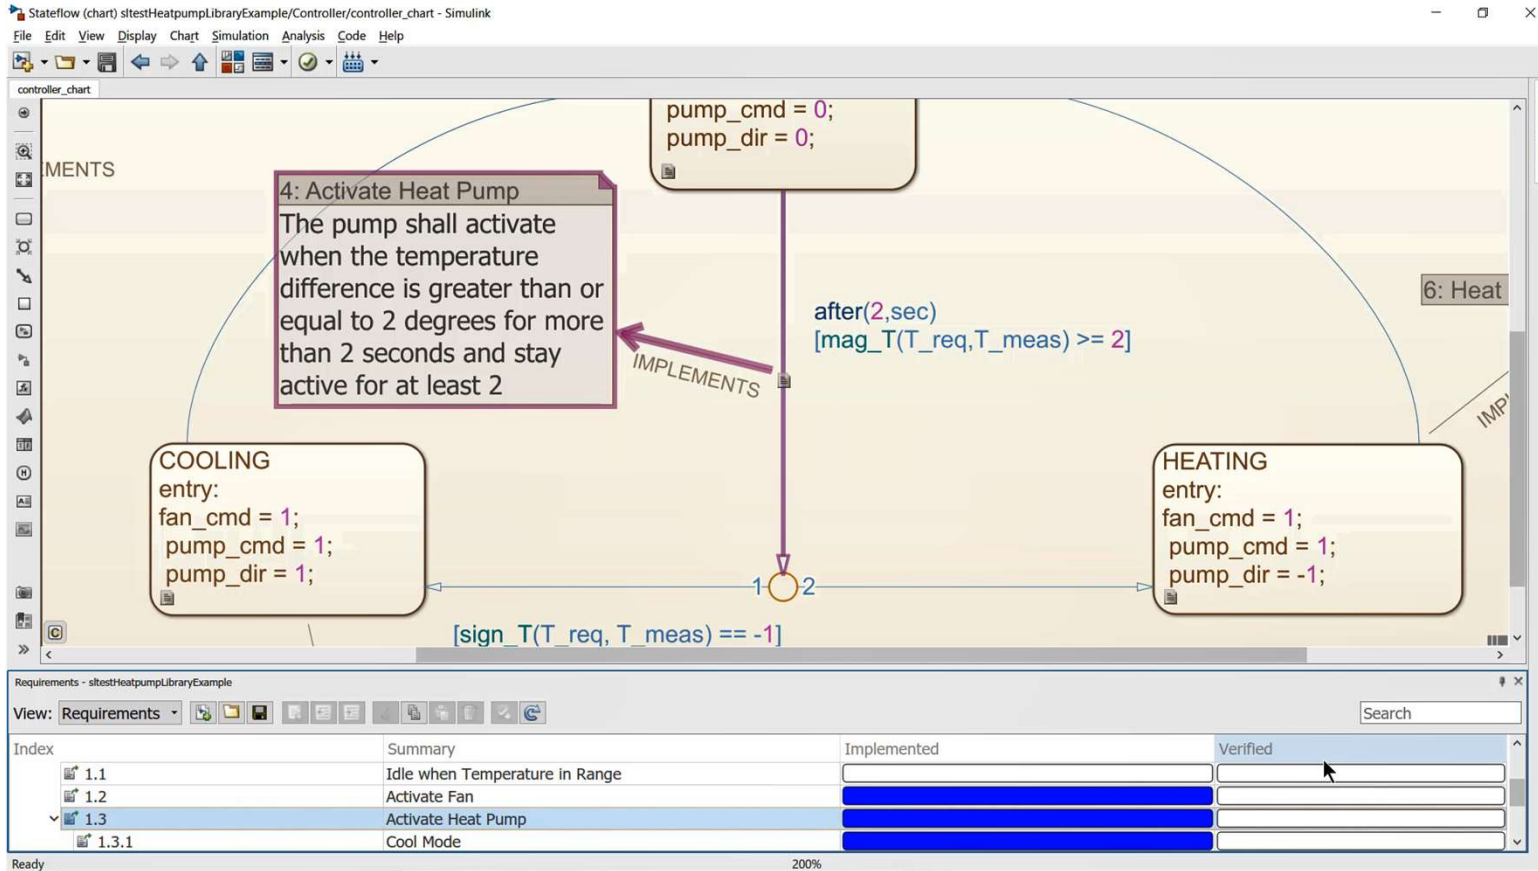 Stateflow (chart) sltestHeatpumpLibraryExample/Controller/controller_chart - Simulink
File Edit View Display Chart Simulation Analysis Code Help
controller_chart
pump_cmd = 0;
pump_dir = 0;
EMENTS
4: Activate Heat Pump
The pump shall activate
when the temperature
difference is greater than or
equal to 2 degrees for more
than 2 seconds and stay
active for at least 2
IMPLEMENTS
after(2,sec)
[mag_T(T_req,T_meas) >= 2]
6: Heat
IMPL
COOLING
entry:
fan_cmd = 1;
pump_cmd = 1;
pump_dir = 1;
1 2
HEATING
entry:
fan_cmd = 1;
pump_cmd = 1;
pump_dir = -1;
[sign_T(T_req, T_meas) == -1]
Requirements - sltestHeatpumpLibraryExample
View: Requirements Search
Index Summary Implemented Verified
1.1 Idle when Temperature in Range
1.2 Activate Fan
1.3 Activate Heat Pump
1.3.1 Cool Mode
Ready 200%